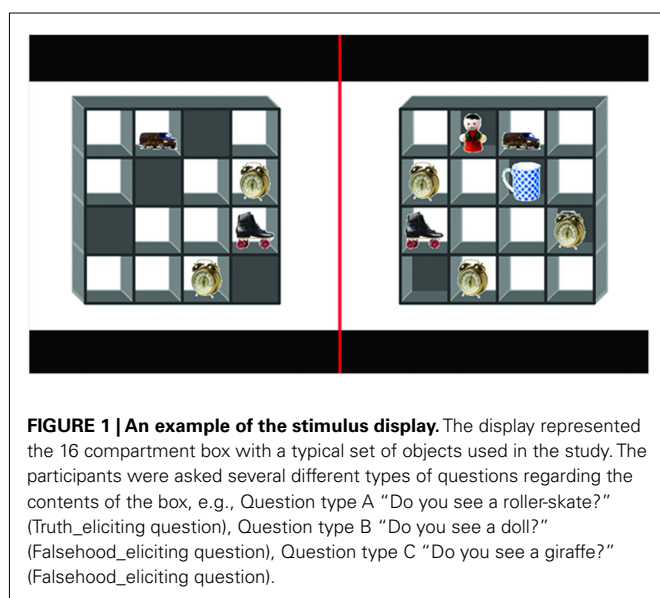 FIGURE 1 | An example of the stimulus display. The display represented
the 16 compartment box with a typical set of objects used in the study. The
participants were asked several different types of questions regarding the
contents of the box, e.g., Question type A “Do you see a roller-skate?”
(Truth_eliciting question), Question type B “Do you see a doll?”
(Falsehood_eliciting question), Question type C “Do you see a giraffe?”
(Falsehood_eliciting question).